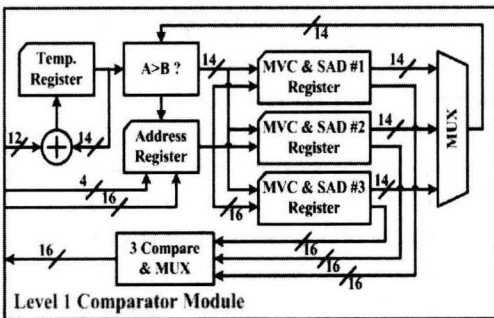 14
Temp.
Register
A>B ?
14
MVC & SAD #1
Register
14
12
14
Address
Register
MVC & SAD #2
Register
14
MUX
4
16
MVC & SAD #3
Register
14
16
16
3 Compare
& MUX
16
16
16
Level 1 Comparator Module